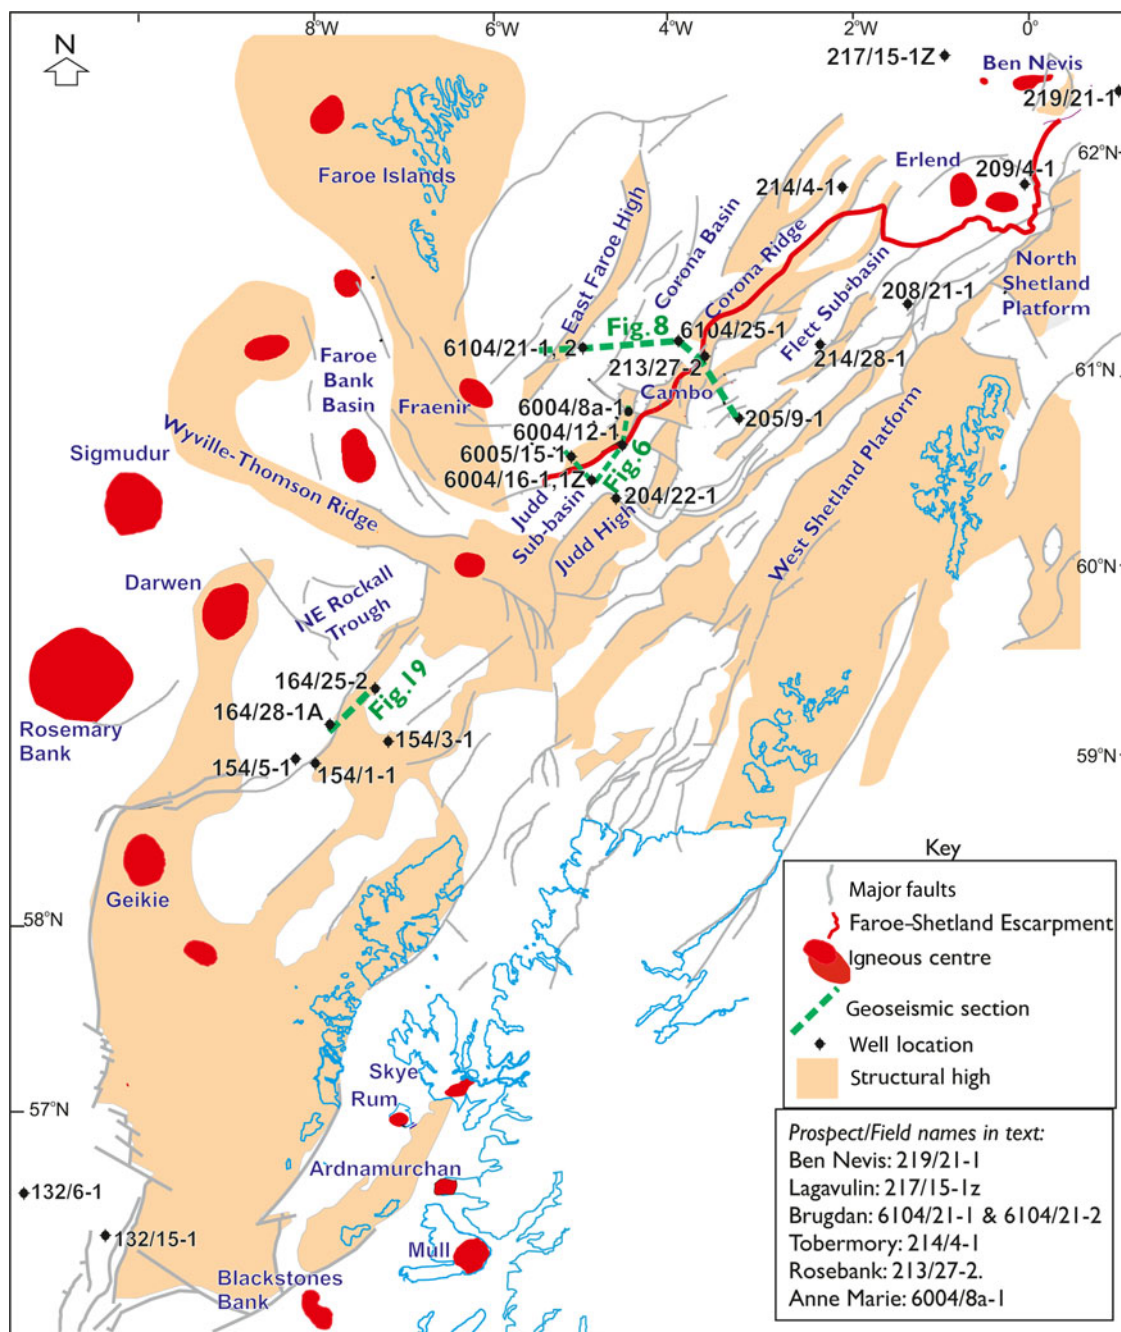 8°W
6°W
4°W
2°W
0°
N
217/15-1Z
Ben Nevis
219/21-1
62°N
Erlend
209/4-1
Faroe Islands
214/4-1
East Faroe High
Corona Basin
Corona Ridge
North
Shetland
Platform
Flett Sub-basin
208/21-1
Fig.8
6104/25-1
6104/21-1, 2
213/27-2
214/28-1
61°N
Faroe
Bank
Basin
Cambo
Fraenir
6004/8a-1
205/9-1
6004/12-1
Wyville-Thomson Ridge
Sigmudur
6005/15-1
Fig.6
6004/16-1, 1Z
204/22-1
Judd
Sub-basin
Judd High
West Shetland Platform
60°N
Darwen
NE Rockall
Trough
164/25-2
Fig.19
164/28-1A
Rosemary
Bank
154/3-1
154/5-1
154/1-1
59°N
Geikie
58°N
Key
Major faults
Faroe-Shetland Escarpment
Igneous centre
Geoseismic section
Well location
Structural high
Skye
Rum
57°N
Ardnamurchan
132/6-1
132/15-1
Mull
Blackstones
Bank
Prospect/Field names in text:
Ben Nevis: 219/21-1
Lagavulin: 217/15-1z
Brugdan: 6104/21-1 & 6104/21-2
Tobermory: 214/4-1
Rosebank: 213/27-2.
Anne Marie: 6004/8a-1